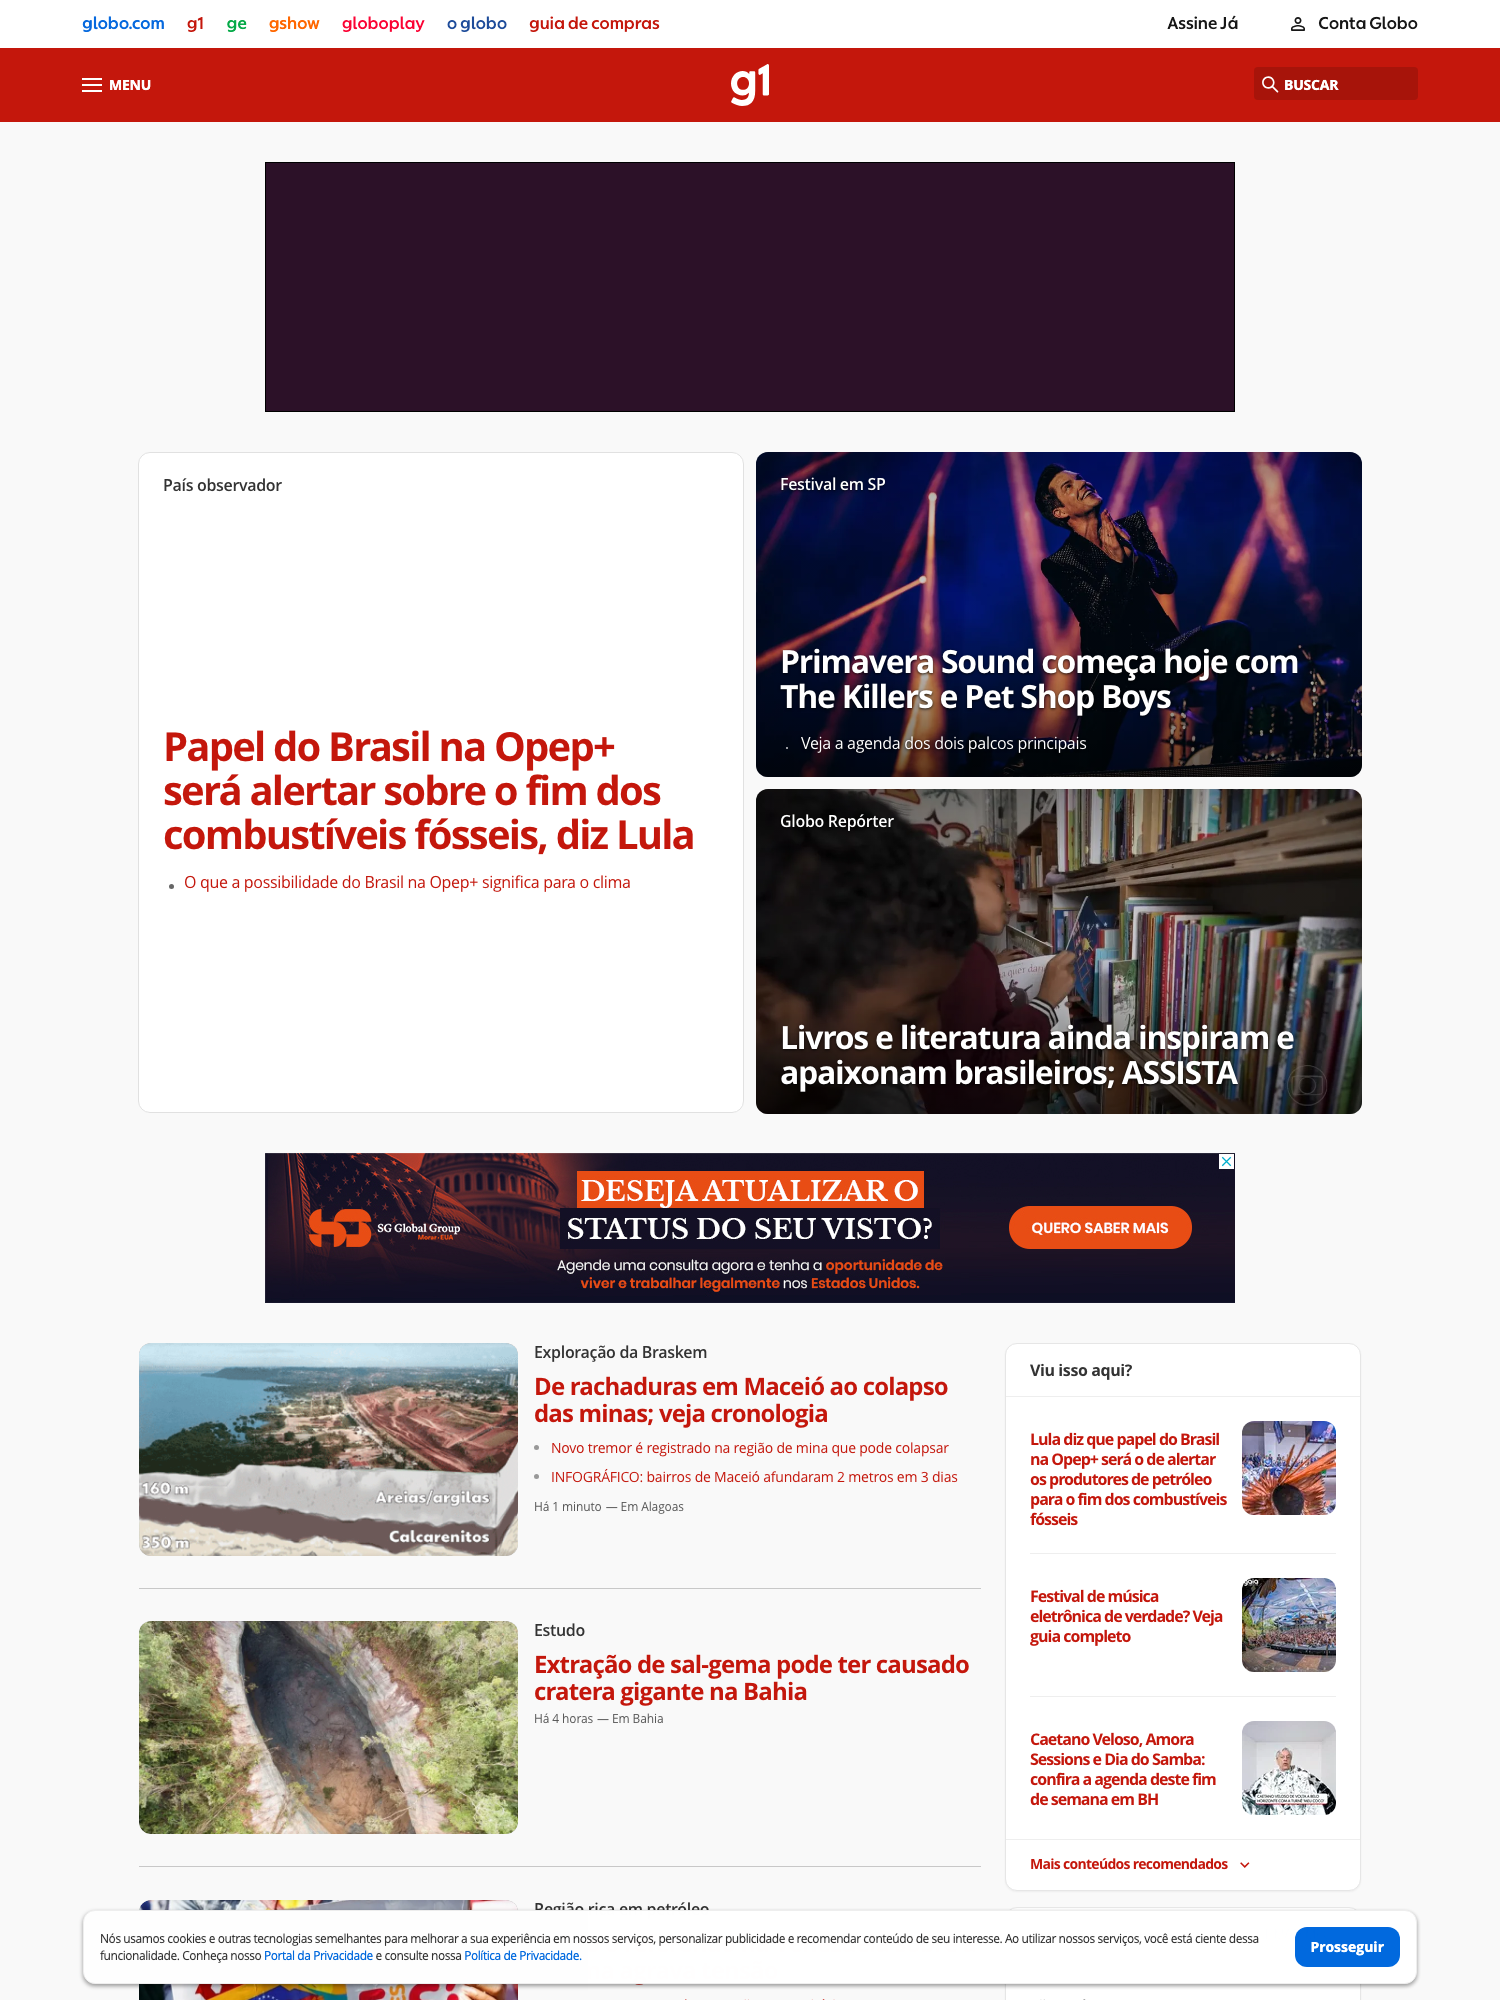 globo.com g1 ge gshow globoplay o globo guia de compras Assine Já Conta Globo
MENU g1 BUSCAR
País observador
Papel do Brasil na Opep+
será alertar sobre o fim dos
combustíveis fósseis, diz Lula
O que a possibilidade do Brasil na Opep+ significa para o clima
Festival em SP
Primavera Sound começa hoje com
The Killers e Pet Shop Boys
. Veja a agenda dos dois palcos principais
Globo Repórter
Livros e literatura ainda inspiram e
apaixonam brasileiros; ASSISTA
SG Global Group
Morar EUA
DESEJA ATUALIZAR O
STATUS DO SEU VISTO?
Agende uma consulta agora e tenha a oportunidade de
viver e trabalhar legalmente nos Estados Unidos.
QUERO SABER MAIS
160 m
Areias/argilas
Calcarenitos
350 m
Exploração da Braskem
De rachaduras em Maceió ao colapso
das minas; veja cronologia
Novo tremor é registrado na região de mina que pode colapsar
INFOGRÁFICO: bairros de Maceió afundaram 2 metros em 3 dias
Há 1 minuto — Em Alagoas
Estudo
Extração de sal-gema pode ter causado
cratera gigante na Bahia
Há 4 horas — Em Bahia
Região rica em petróleo
Viu isso aqui?
Lula diz que papel do Brasil
na Opep+ será o de alertar
os produtores de petróleo
para o fim dos combustíveis
fósseis
Festival de música
eletrônica de verdade? Veja
guia completo
Caetano Veloso, Amora
Sessions e Dia do Samba:
confira a agenda deste fim
de semana em BH
CAETANO VELOSO DE VOLTA A BELO
HORIZONTE COM A TURNÊ "MEU COCO"
Mais conteúdos recomendados
Nós usamos cookies e outras tecnologias semelhantes para melhorar a sua experiência em nossos serviços, personalizar publicidade e recomendar conteúdo de seu interesse. Ao utilizar nossos serviços, você está ciente dessa
funcionalidade. Conheça nosso Portal da Privacidade e consulte nossa Política de Privacidade.
Prosseguir